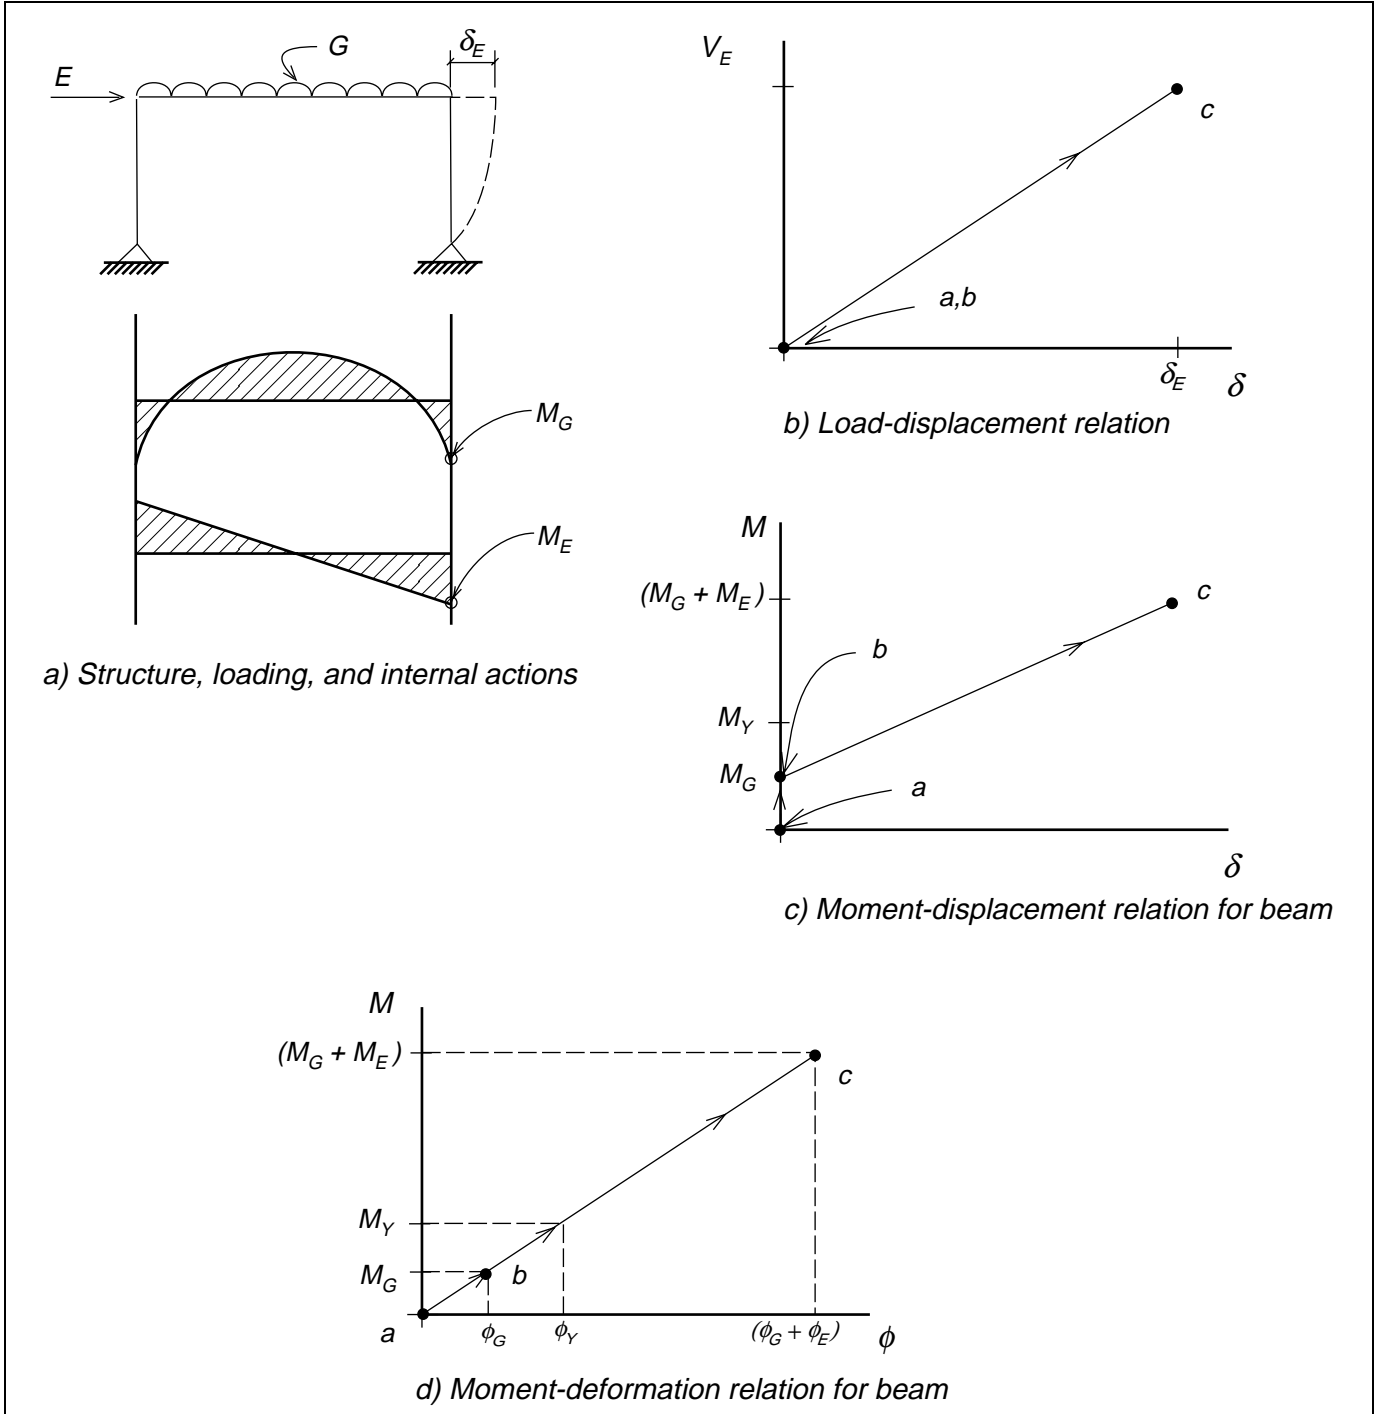 G
δE
E
MG
ME
a) Structure, loading, and internal actions
VE
c
a,b
δE
δ
b) Load-displacement relation
M
(MG + ME)
c
b
MY
MG
a
δ
c) Moment-displacement relation for beam
M
(MG + ME)
c
MY
MG
b
a
ϕG
ϕY
(ϕG + ϕE)
ϕ
d) Moment-deformation relation for beam